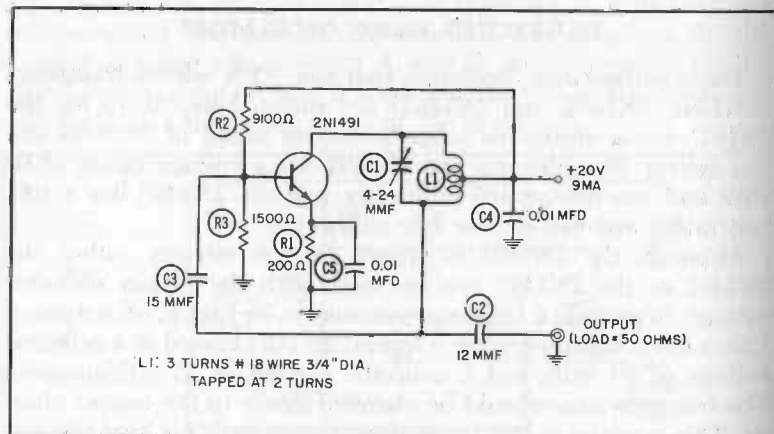 R2
9100Ω
2N1491
C1
4-24
MMF
L1
+20V
9MA
C4
0.01 MFD
R3
1500Ω
R1
200Ω
C5
0.01
MFD
C3
15 MMF
C2
12 MMF
OUTPUT
(LOAD = 50 OHMS)
L1: 3 TURNS # 18 WIRE 3/4" DIA,
TAPPED AT 2 TURNS